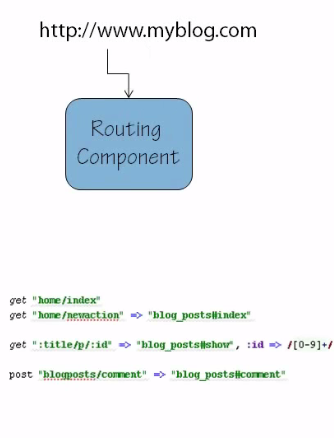 http://www.myblog.com
Routing
Component
get "home/index"
get "home/newaction" => "blog_posts#index"
get ":title/p/:id" => "blog_posts#show", :id => /[0-9]+/
post "blogposts/comment" => "blog_posts#comment"